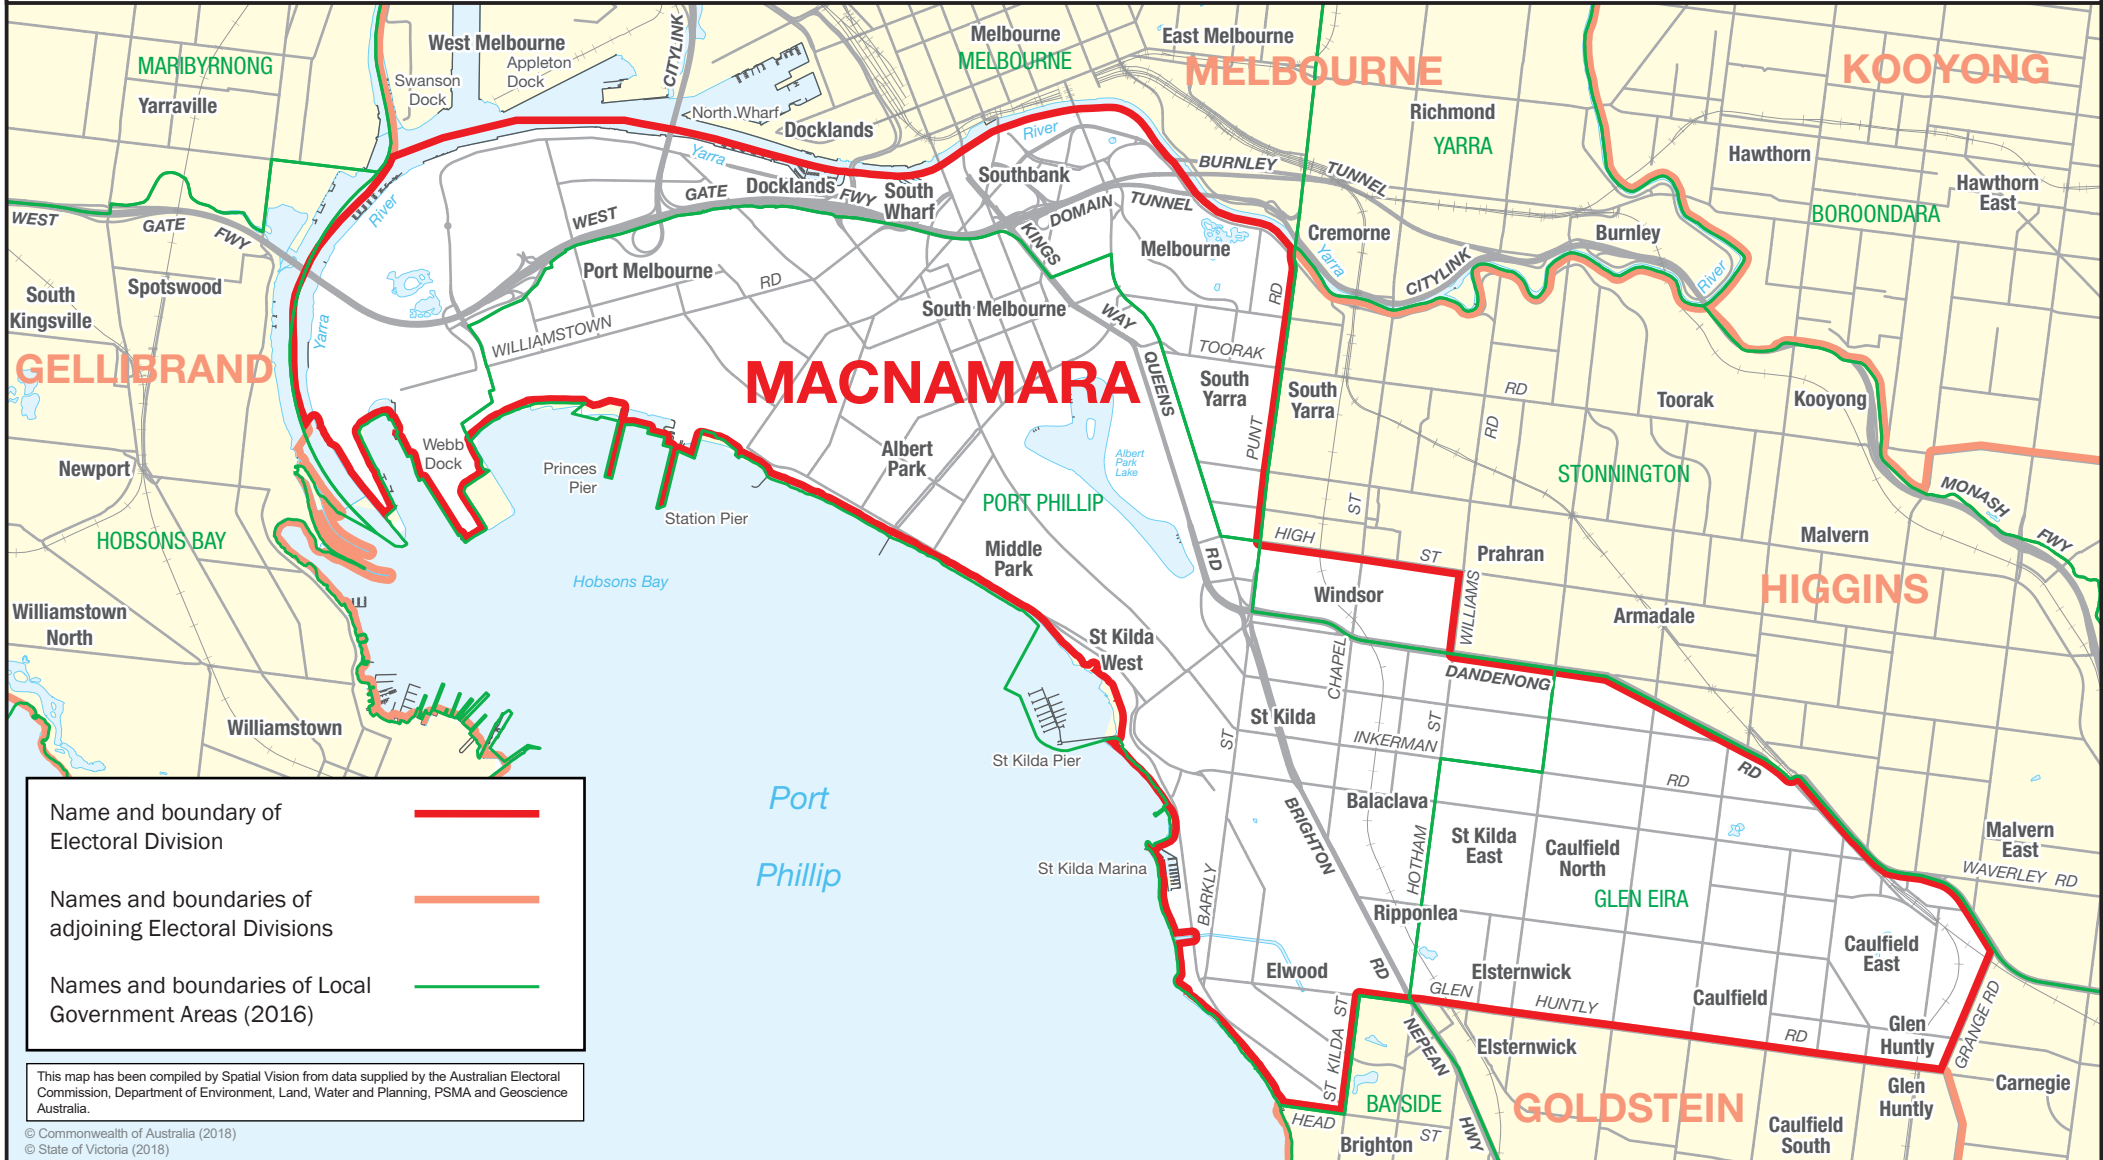 West Melbourne
Appleton
Dock
Swanson
Dock
CITYLINK
Melbourne
MELBOURNE
East Melbourne
MELBOURNE
KOOYONG
MARIBYRNONG
Yarraville
North Wharf
Docklands
River
Richmond
YARRA
Hawthorn
Hawthorn
East
BOROONDARA
Yarra
Docklands
South
Wharf
Southbank
BURNLEY
TUNNEL
WEST
GATE
FWY
WEST
GATE
FWY
River
DOMAIN
TUNNEL
KINGS
WAY
Melbourne
Cremorne
Yarra
CITYLINK
Burnley
River
South
Kingsville
Spotswood
Port Melbourne
RD
WILLIAMSTOWN
South Melbourne
RD
Yarra
GELLIBRAND
MACNAMARA
QUEENS
TOORAK
South
Yarra
South
Yarra
RD
RD
Toorak
Kooyong
PUNT
Webb
Dock
Princes
Pier
Station Pier
Albert
Park
Albert
Park
Lake
PORT PHILLIP
STONNINGTON
Newport
HOBSONS BAY
ST
MONASH
FWY
Malvern
HIGH
ST
Prahran
Middle
Park
RD
Hobsons Bay
Windsor
WILLIAMS
HIGGINS
Armadale
Williamstown
North
St Kilda
West
CHAPEL
DANDENONG
RD
Williamstown
St Kilda
ST
ST
INKERMAN
RD
St Kilda Pier
Port
Phillip
Balaclava
BRIGHTON
RD
HOTHAM
St Kilda
East
Caulfield
North
GLEN EIRA
Malvern
East
WAVERLEY RD
St Kilda Marina
BARKLY
Ripponlea
Elwood
Elsternwick
Caulfield
East
Caulfield
GLEN
HUNTLY
RD
Glen
Huntly
GRANGE RD
ST KILDA ST
NEPEAN
HWY
Elsternwick
BAYSIDE
GOLDSTEIN
Glen
Huntly
Carnegie
Caulfield
South
HEAD
ST
Brighton
Name and boundary of
Electoral Division
Names and boundaries of
adjoining Electoral Divisions
Names and boundaries of Local
Government Areas (2016)
This map has been compiled by Spatial Vision from data supplied by the Australian Electoral
Commission, Department of Environment, Land, Water and Planning, PSMA and Geoscience
Australia.
© Commonwealth of Australia (2018)
© State of Victoria (2018)